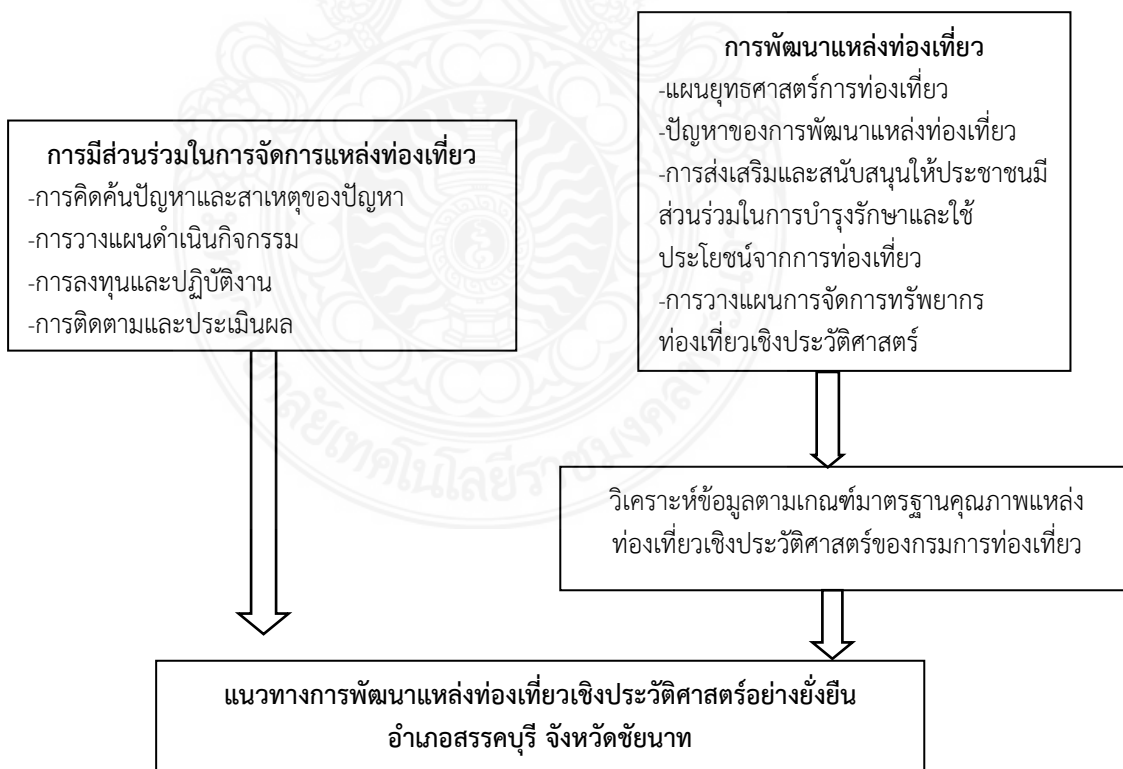 การพัฒนาแหล่งท่องเที่ยว
-แผนยุทธศาสตร์การท่องเที่ยว
-ปัญหาของการพัฒนาแหล่งท่องเที่ยว
-การส่งเสริมและสนับสนุนให้ประชาชนมี
ส่วนร่วมในการบำรุงรักษาและใช้
ประโยชน์จากการท่องเที่ยว
-การวางแผนการจัดการทรัพยากร
ท่องเที่ยวเชิงประวัติศาสตร์
การมีส่วนร่วมในการจัดการแหล่งท่องเที่ยว
-การคิดค้นปัญหาและสาเหตุของปัญหา
-การวางแผนดำเนินกิจกรรม
-การลงทุนและปฏิบัติงาน
-การติดตามและประเมินผล
วิเคราะห์ข้อมูลตามเกณฑ์มาตรฐานคุณภาพแหล่ง
ท่องเที่ยวเชิงประวัติศาสตร์ของกรมการท่องเที่ยว
แนวทางการพัฒนาแหล่งท่องเที่ยวเชิงประวัติศาสตร์อย่างยั่งยืน
อำเภอสรรคบุรี จังหวัดชัยนาท